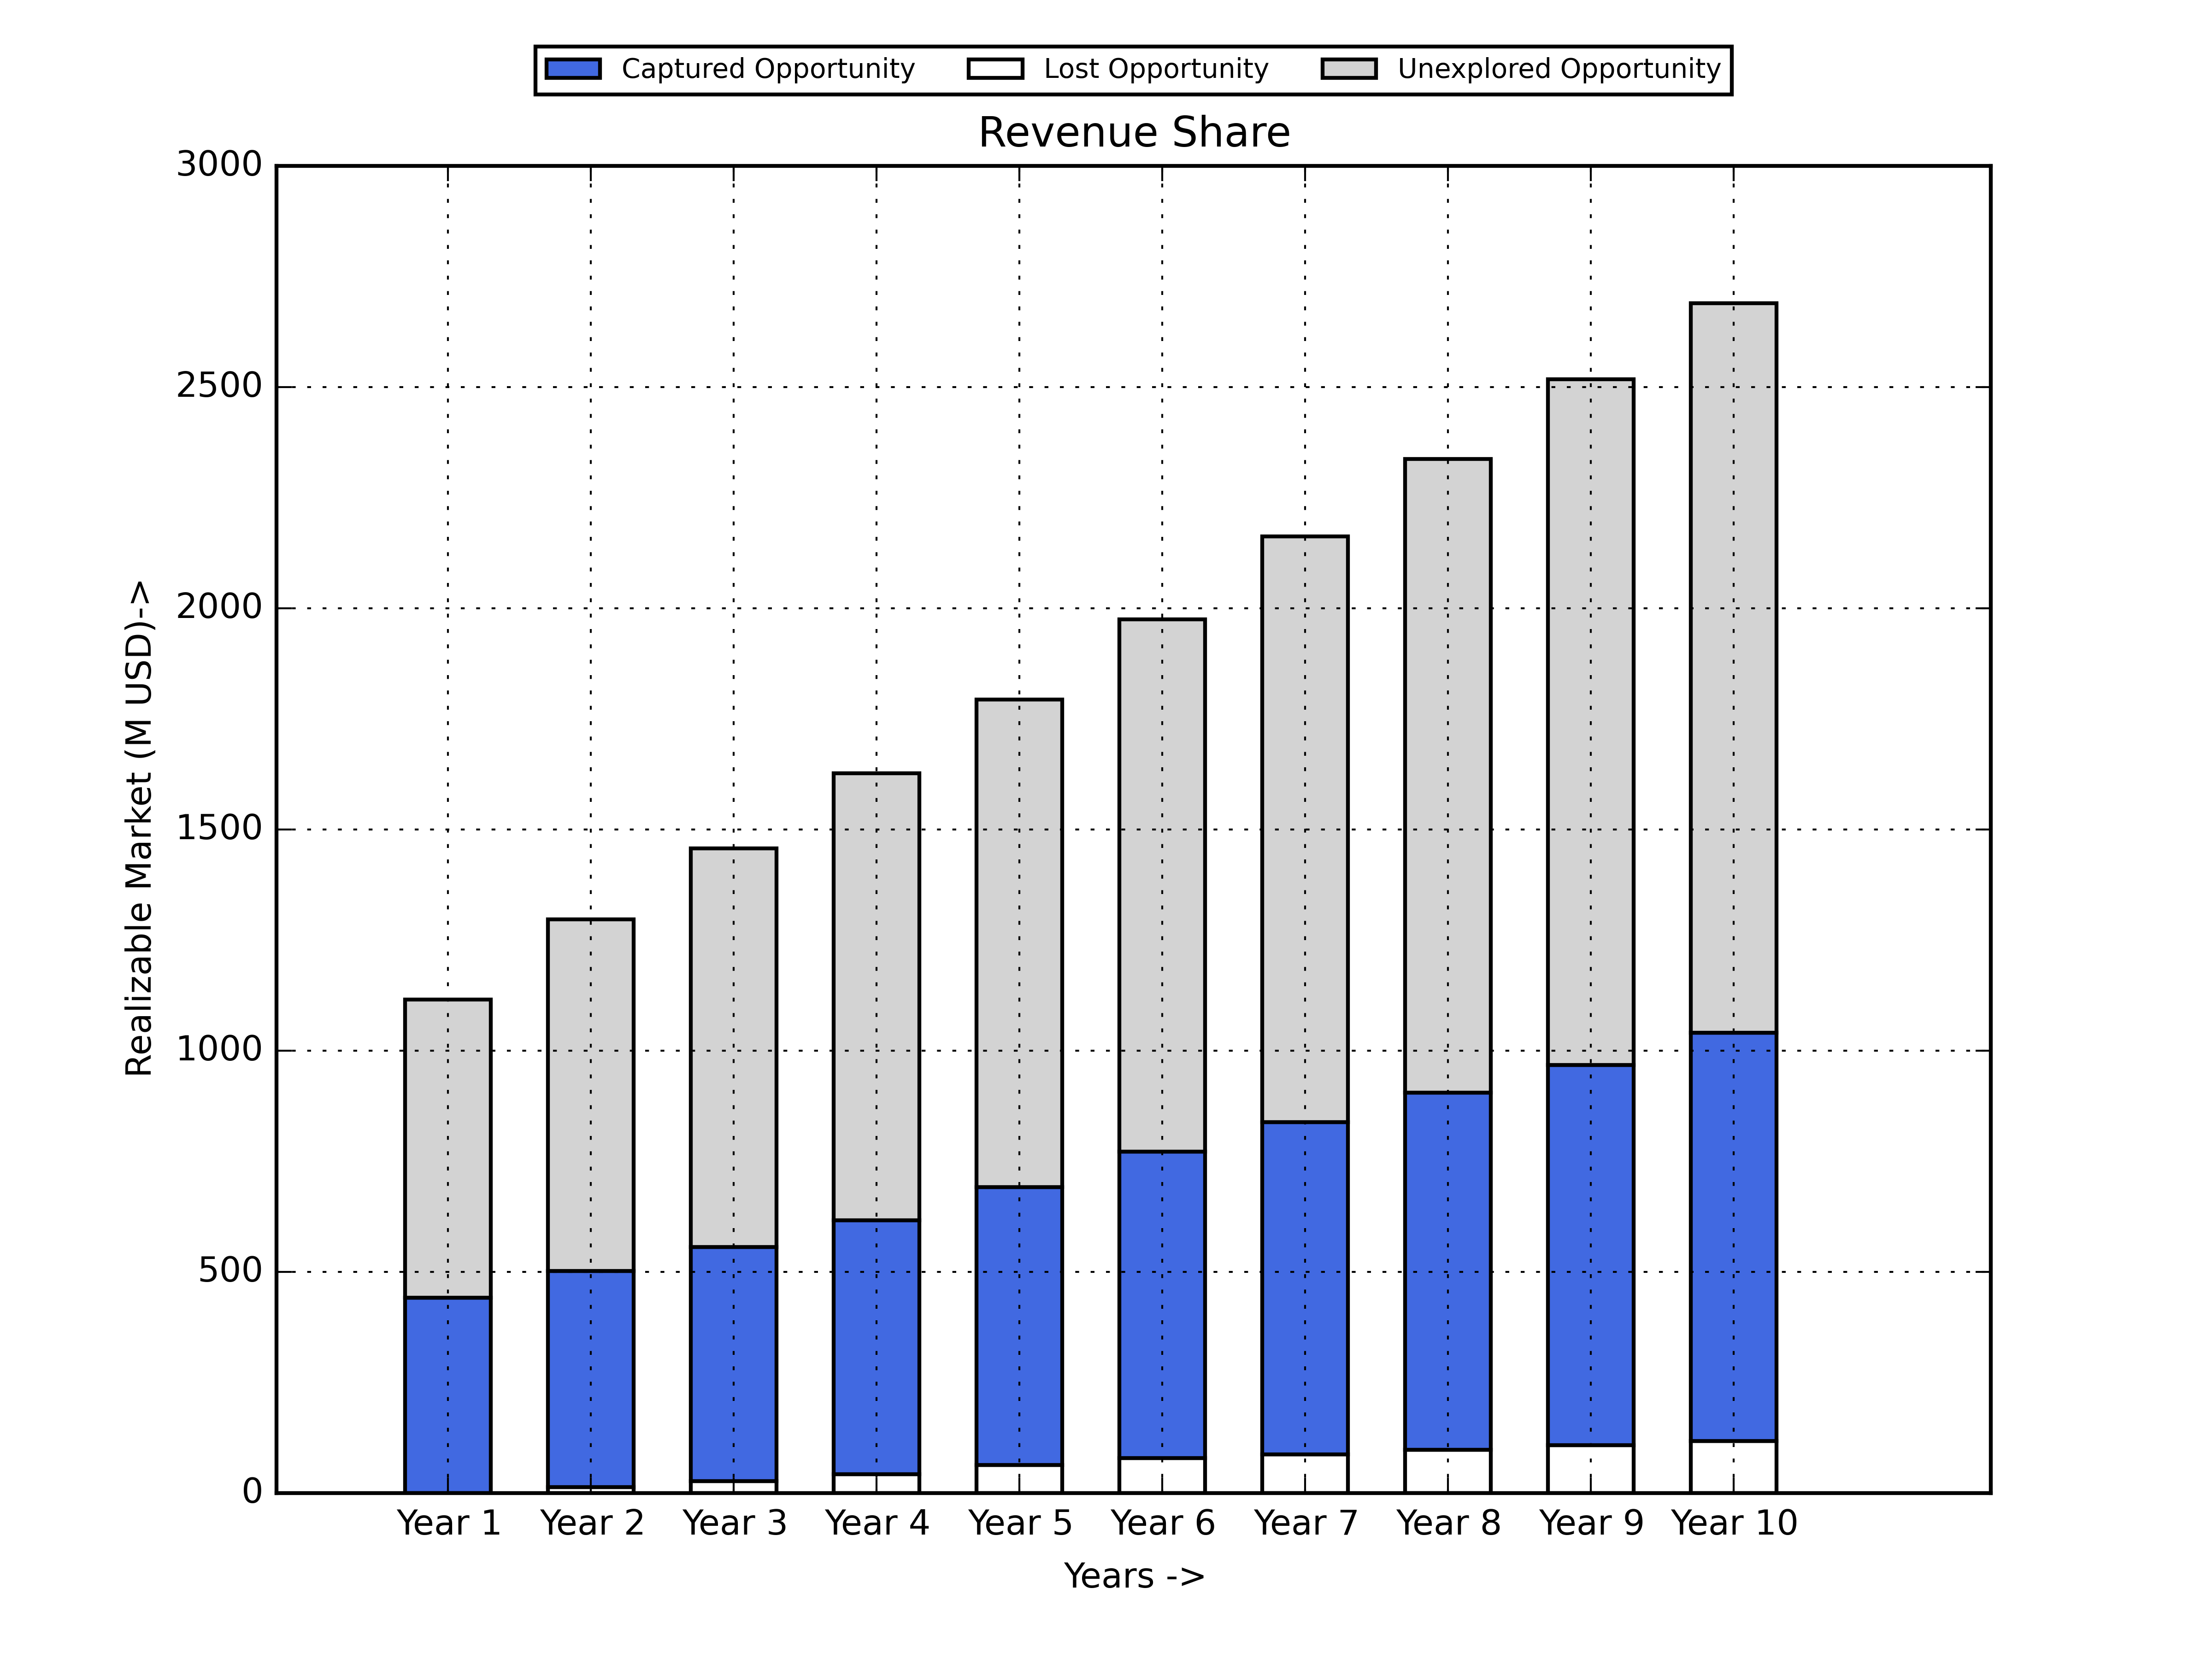 Captured Opportunity Lost Opportunity Unexplored Opportunity
Revenue Share
3000
2500
2000
1500
1000
500
0
Realizable Market (M USD)->
Year 1 Year 2 Year 3 Year 4 Year 5 Year 6 Year 7 Year 8 Year 9 Year 10
Years ->